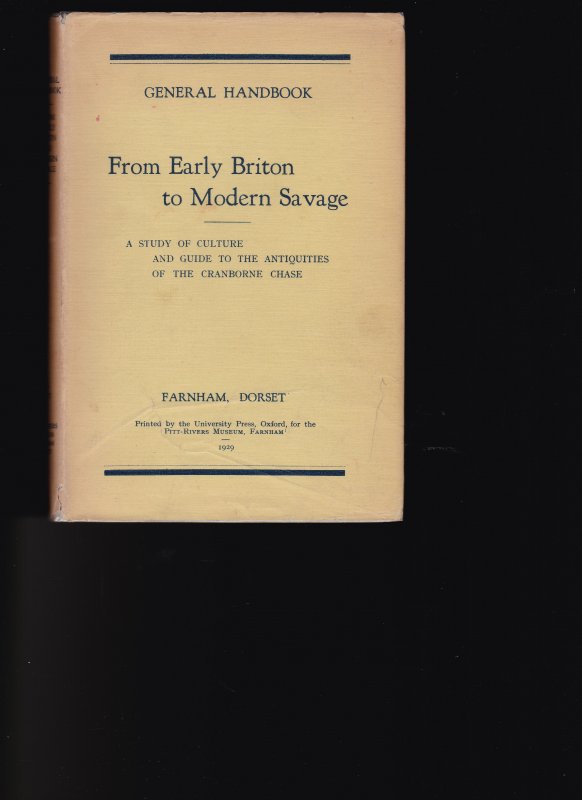 GENERAL HANDBOOK
From Early Briton
to Modern Savage
A STUDY OF CULTURE
AND GUIDE TO THE ANTIQUITIES
OF THE CRANBORNE CHASE
FARNHAM, DORSET
Printed by the University Press, Oxford, for the
PITT-RIVERS MUSEUM, FARNHAM
1929